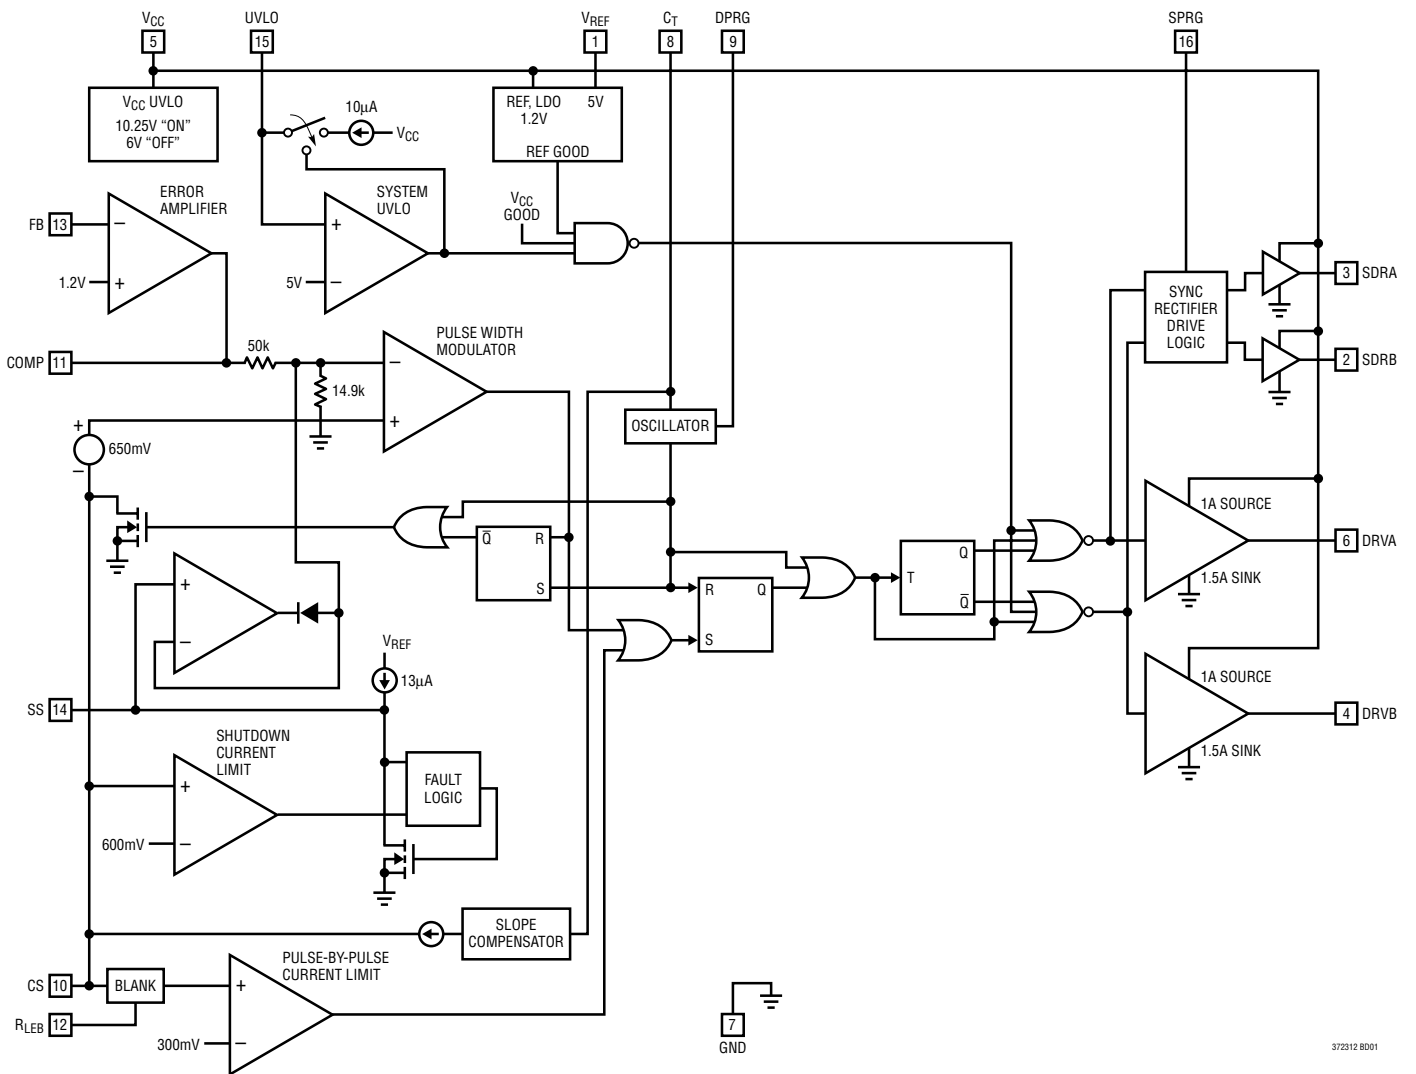 VCC
5
UVLO
15
VREF
1
CT
8
DPRG
9
SPRG
16
VCC UVLO
10.25V “ON”
6V “OFF”
10µA
VCC
REF, LDO
1.2V
5V
REF GOOD
ERROR
AMPLIFIER
FB 13
−
1.2V
+
SYSTEM
UVLO
+
5V
−
VCC
GOOD
SYNC
RECTIFIER
DRIVE
LOGIC
3 SDRA
2 SDRB
COMP 11
50k
14.9k
PULSE WIDTH
MODULATOR
−
+
OSCILLATOR
+
650mV
−
Q
R
S
R
Q
S
T
Q
Q
1A SOURCE
1.5A SINK
6 DRVA
+
−
VREF
13µA
SS 14
1A SOURCE
1.5A SINK
4 DRVB
SHUTDOWN
CURRENT
LIMIT
+
600mV
−
FAULT
LOGIC
SLOPE
COMPENSATOR
PULSE-BY-PULSE
CURRENT LIMIT
CS 10
BLANK
+
RLEB 12
300mV
−
7
GND
372312 BD01